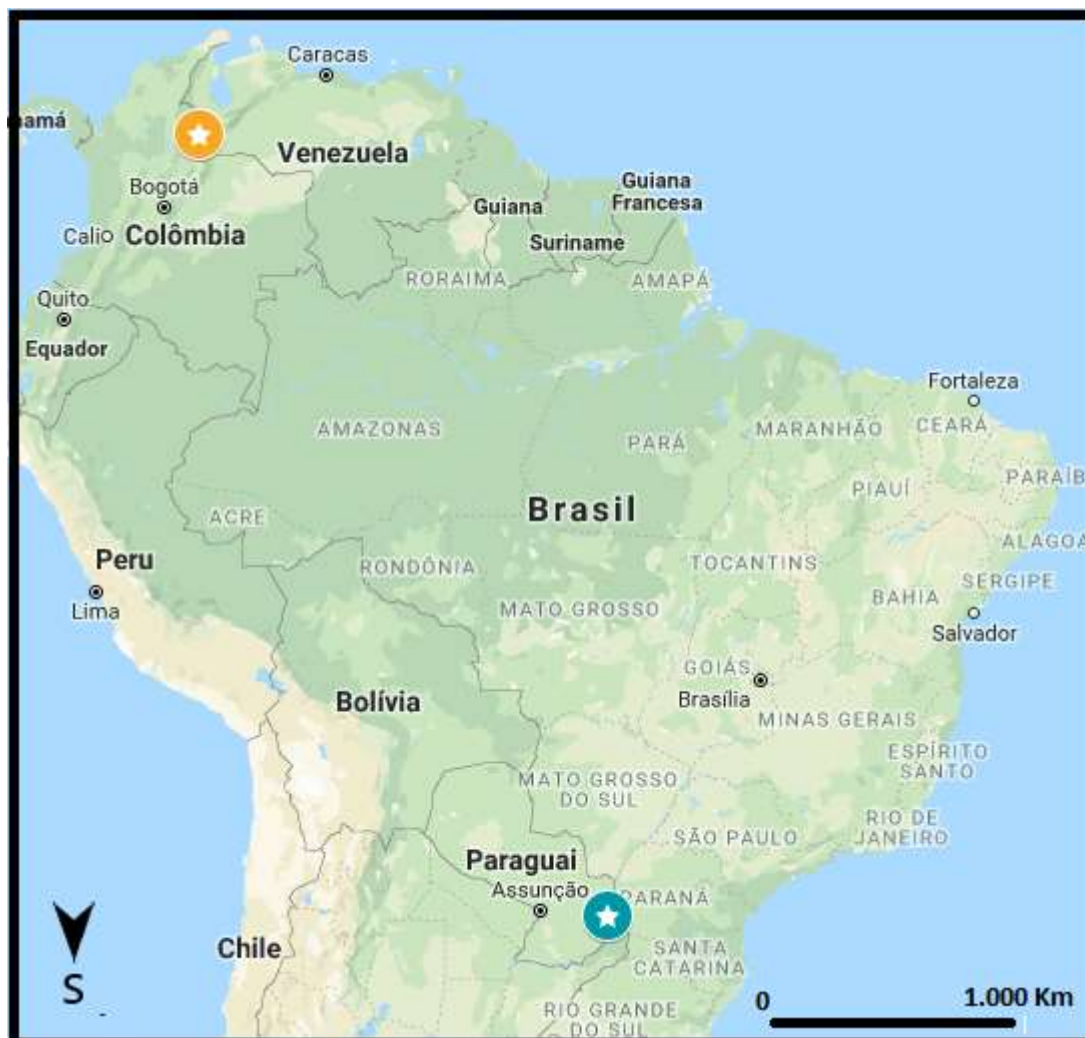 Caracas
namá
Venezuela
Bogotá
Guiana
Francesa
Guiana
Cali
Colômbia
Suriname
RORAIMA
AMAPÁ
Quito
Equador
Fortaleza
AMAZONAS
PARÁ
MARANHÃO
CEARÁ
PARAÍB
PIAUÍ
Brasil
ACRE
ALAGOA
Peru
RONDÔNIA
TOCANTINS
SERGIPE
BAHIA
Lima
MATO GROSSO
Salvador
GOIÁS
Bolívia
Brasília
MINAS GERAIS
ESPÍRITO
SANTO
MATO GROSSO
DO SUL
RIO DE
JANEIRO
SÃO PAULO
Paraguai
Assunção
PARANÁ
Chile
SANTA
CATARINA
S
0
1.000 Km
RIO GRANDE
DO SUL